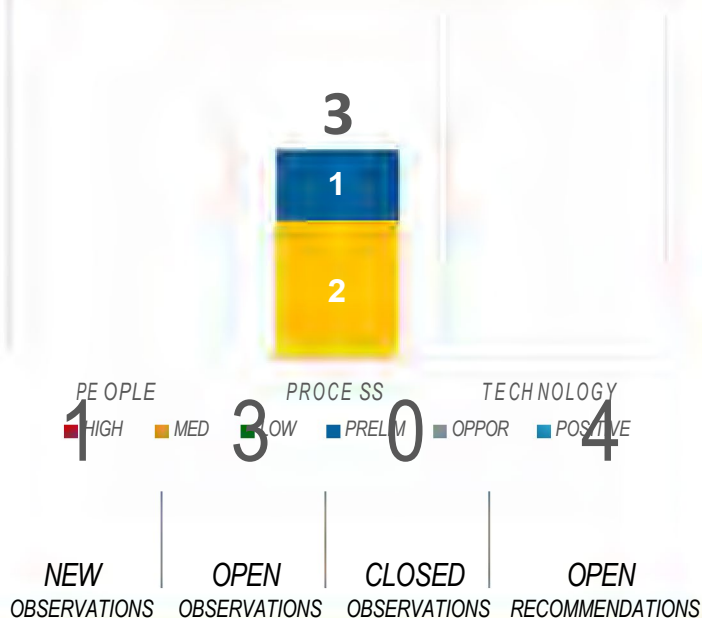 3
1
2
PEOPLE PROCESS TECHNOLOGY
1 3 0 4
HIGH MED LOW PRELIM OPPOR POSITIVE
NEW OPEN CLOSED OPEN
OBSERVATIONS OBSERVATIONS OBSERVATIONS RECOMMENDATIONS